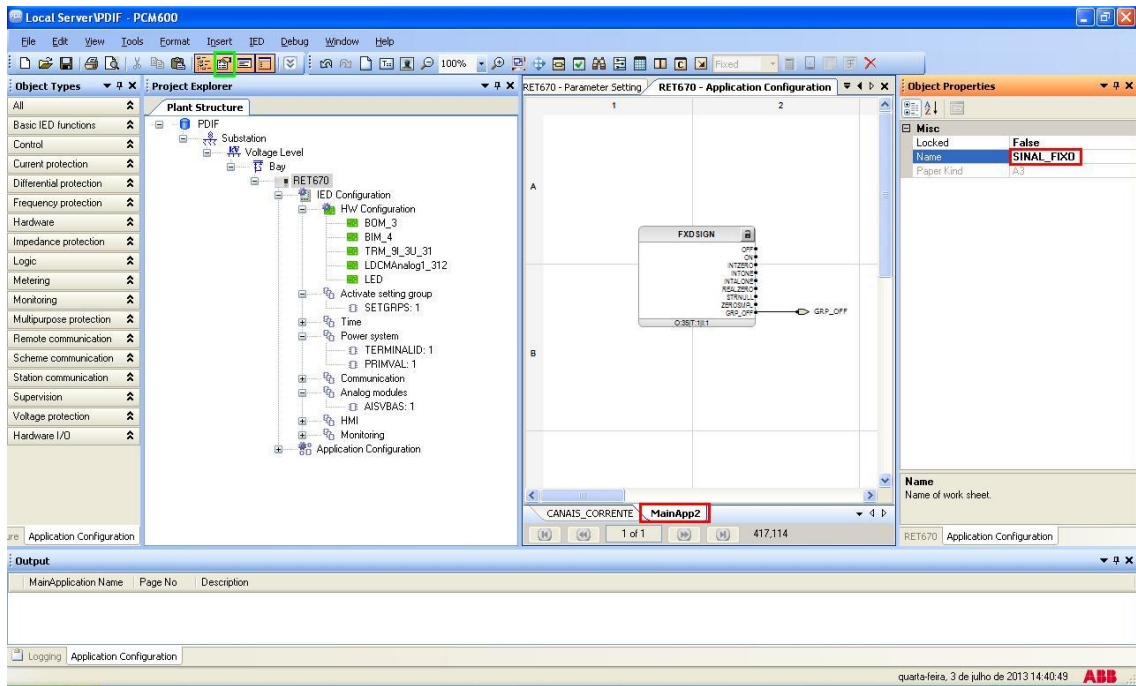 Local Server\PDIF - PCM600
File Edit View Tools Format Insert IED Debug Window Help
100% Fixed
Object Types
All
Basic IED functions
Control
Current protection
Differential protection
Frequency protection
Hardware
Impedance protection
Logic
Metering
Monitoring
Multipurpose protection
Remote communication
Scheme communication
Station communication
Supervision
Voltage protection
Hardware I/O
ure Application Configuration
Project Explorer
Plant Structure
PDIF
Substation
Voltage Level
Bay
RET670
IED Configuration
HW Configuration
BOM_3
BIM_4
TRM_9I_3U_31
LDCMAnalog1_312
LED
Activate setting group
SETGRPS: 1
Time
Power system
TERMINALID: 1
PRIMVAL: 1
Communication
Analog modules
AISVBAS: 1
HMI
Monitoring
Application Configuration
RET670 - Parameter Setting RET670 - Application Configuration
1 2
A
B
FXDSIGN
OFF
ON
INTZERO
INTONE
INTALONE
REALZERO
STRNULL
ZEROSMPL
GRP_OFF
GRP_OFF
O:35|T:1|I:1
CANAIS_CORRENTE MainApp2
1 of 1 417,114
Object Properties
Misc
Locked False
Name SINAL_FIXO
Paper Kind A3
Name
Name of work sheet.
RET670 Application Configuration
Output
MainApplication Name Page No Description
Logging Application Configuration
quarta-feira, 3 de julho de 2013 14:40:49 ABB